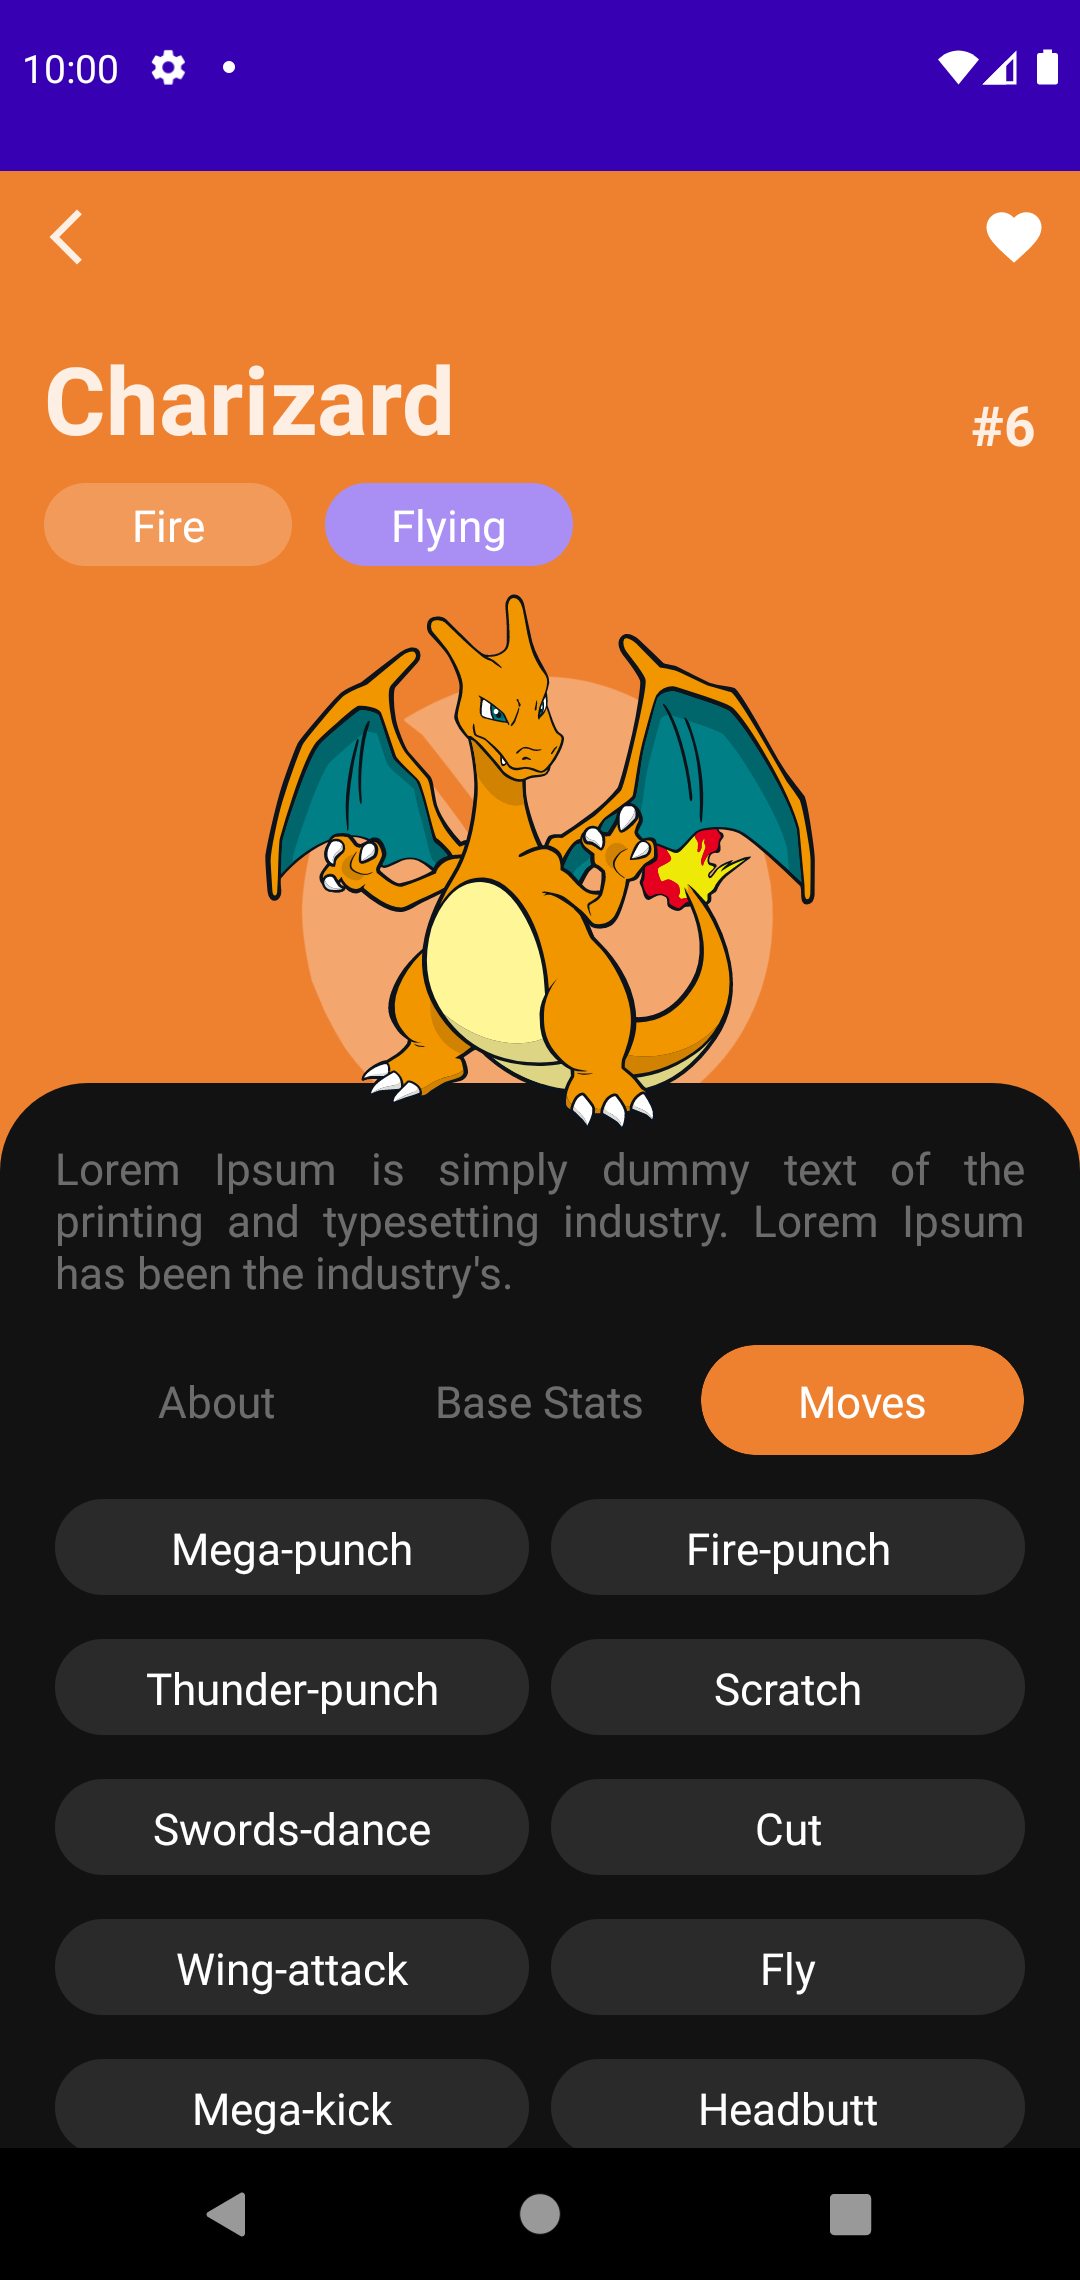 10:00
Charizard
#6
Fire
Flying
Lorem Ipsum is simply dummy text of the
printing and typesetting industry. Lorem Ipsum
has been the industry's.
About
Base Stats
Moves
Mega-punch
Fire-punch
Thunder-punch
Scratch
Swords-dance
Cut
Wing-attack
Fly
Mega-kick
Headbutt